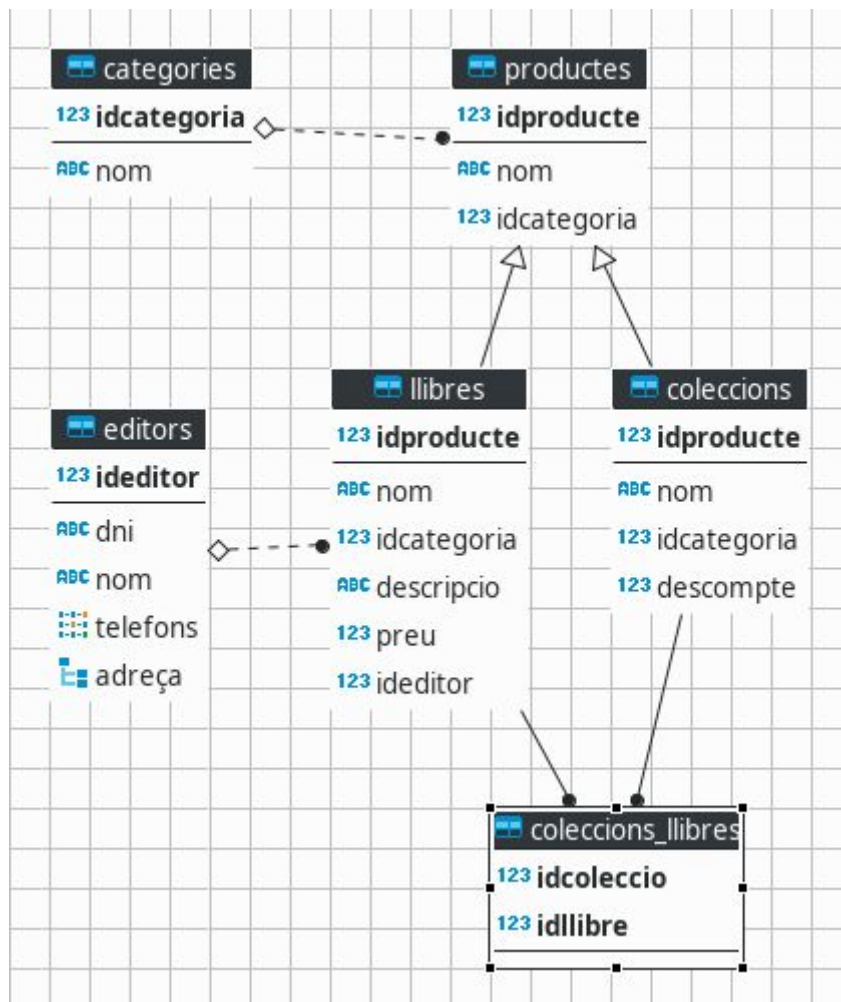 categories
123 idcategoria
ABC nom
productes
123 idproducte
ABC nom
123 idcategoria
editors
123 ideditor
ABC dni
ABC nom
telefons
adreça
llibres
123 idproducte
ABC nom
123 idcategoria
ABC descripcio
123 preu
123 ideditor
coleccions
123 idproducte
ABC nom
123 idcategoria
123 descompte
coleccions_llibres
123 idcoleccio
123 idllibre